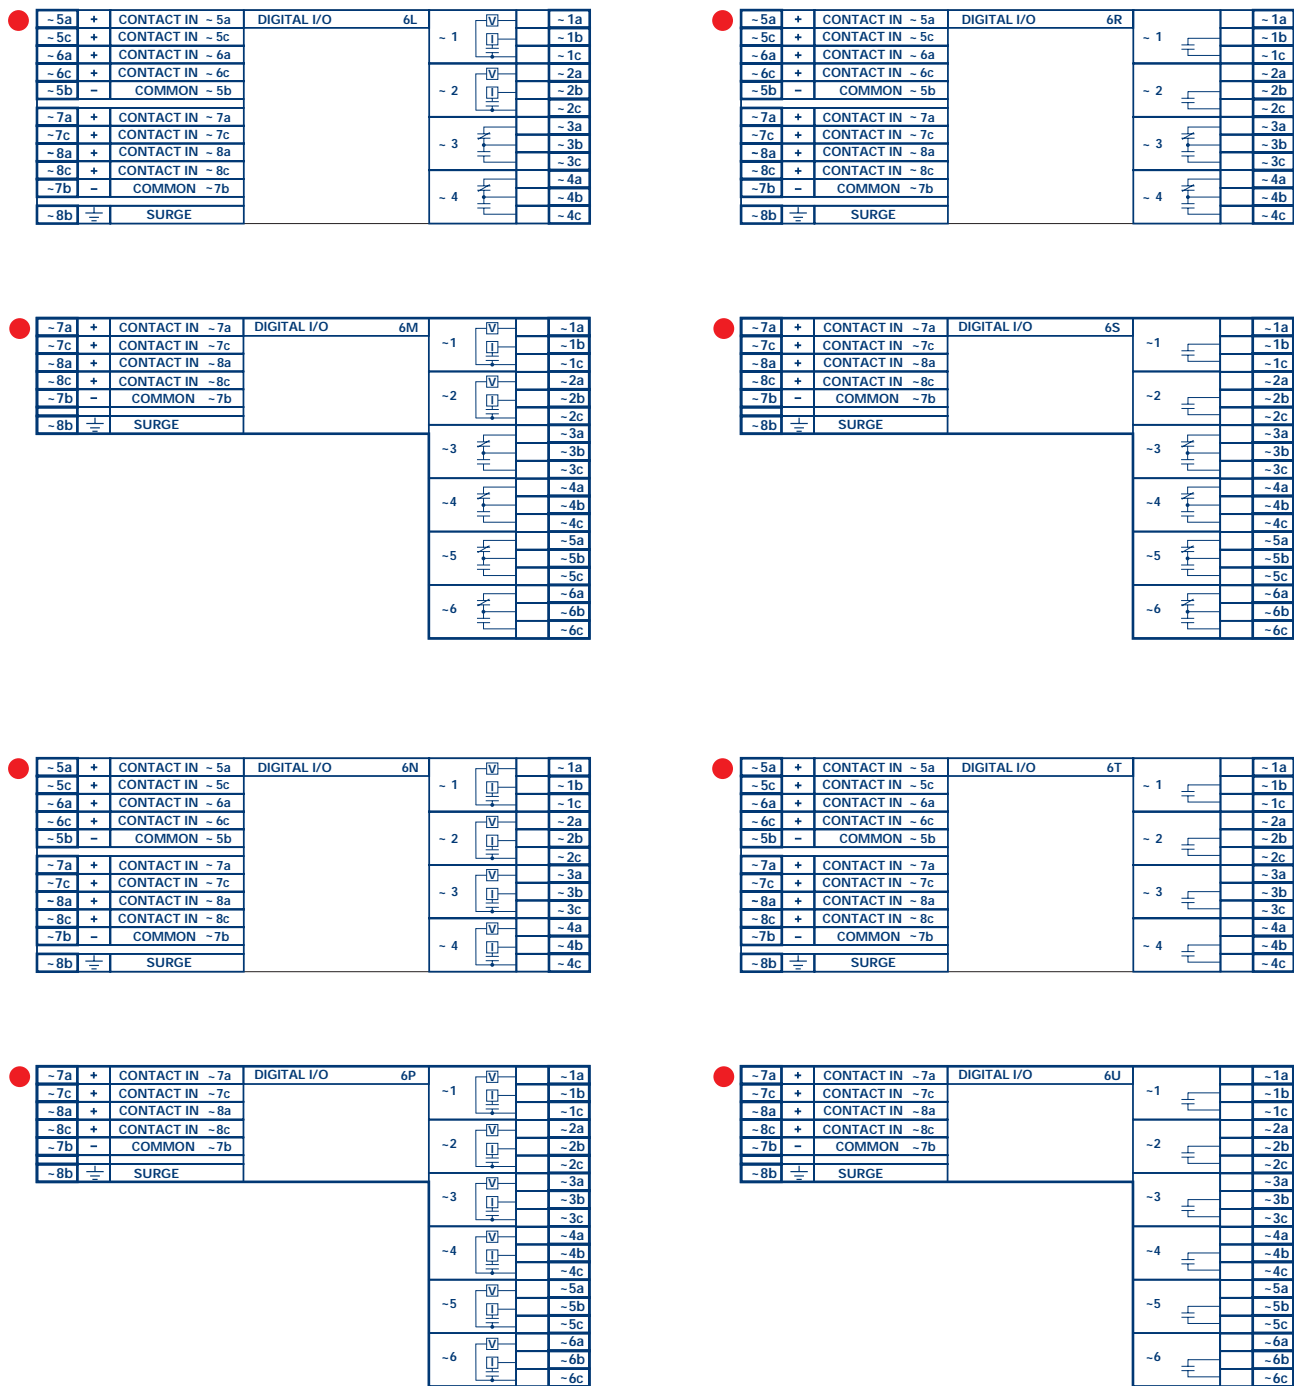 ~5a + CONTACT IN ~5a DIGITAL I/O 6L V ~1a
~5c + CONTACT IN ~5c ~1 I ~1b
~6a + CONTACT IN ~6a ~1c
~6c + CONTACT IN ~6c V ~2a
~5b - COMMON ~5b ~2 I ~2b
~2c
~7a + CONTACT IN ~7a ~3a
~7c + CONTACT IN ~7c ~3 ~3b
~8a + CONTACT IN ~8a ~3c
~8c + CONTACT IN ~8c ~4a
~7b - COMMON ~7b ~4 ~4b
~8b SURGE ~4c
~5a + CONTACT IN ~5a DIGITAL I/O 6R ~1a
~5c + CONTACT IN ~5c ~1 ~1b
~6a + CONTACT IN ~6a ~1c
~6c + CONTACT IN ~6c ~2a
~5b - COMMON ~5b ~2 ~2b
~2c
~7a + CONTACT IN ~7a ~3a
~7c + CONTACT IN ~7c ~3 ~3b
~8a + CONTACT IN ~8a ~3c
~8c + CONTACT IN ~8c ~4a
~7b - COMMON ~7b ~4 ~4b
~8b SURGE ~4c
~7a + CONTACT IN ~7a DIGITAL I/O 6M V ~1a
~7c + CONTACT IN ~7c ~1 I ~1b
~8a + CONTACT IN ~8a ~1c
~8c + CONTACT IN ~8c V ~2a
~7b - COMMON ~7b ~2 I ~2b
~2c
~8b SURGE ~3a
~3 ~3b
~3c
~4a
~4 ~4b
~4c
~5a
~5 ~5b
~5c
~6a
~6 ~6b
~6c
~7a + CONTACT IN ~7a DIGITAL I/O 6S ~1a
~7c + CONTACT IN ~7c ~1 ~1b
~8a + CONTACT IN ~8a ~1c
~8c + CONTACT IN ~8c ~2a
~7b - COMMON ~7b ~2 ~2b
~2c
~8b SURGE ~3a
~3 ~3b
~3c
~4a
~4 ~4b
~4c
~5a
~5 ~5b
~5c
~6a
~6 ~6b
~6c
~5a + CONTACT IN ~5a DIGITAL I/O 6N V ~1a
~5c + CONTACT IN ~5c ~1 I ~1b
~6a + CONTACT IN ~6a ~1c
~6c + CONTACT IN ~6c V ~2a
~5b - COMMON ~5b ~2 I ~2b
~2c
~7a + CONTACT IN ~7a V ~3a
~7c + CONTACT IN ~7c ~3 I ~3b
~8a + CONTACT IN ~8a ~3c
~8c + CONTACT IN ~8c V ~4a
~7b - COMMON ~7b ~4 I ~4b
~8b SURGE ~4c
~5a + CONTACT IN ~5a DIGITAL I/O 6T ~1a
~5c + CONTACT IN ~5c ~1 ~1b
~6a + CONTACT IN ~6a ~1c
~6c + CONTACT IN ~6c ~2a
~5b - COMMON ~5b ~2 ~2b
~2c
~7a + CONTACT IN ~7a ~3a
~7c + CONTACT IN ~7c ~3 ~3b
~8a + CONTACT IN ~8a ~3c
~8c + CONTACT IN ~8c ~4a
~7b - COMMON ~7b ~4 ~4b
~8b SURGE ~4c
~7a + CONTACT IN ~7a DIGITAL I/O 6P V ~1a
~7c + CONTACT IN ~7c ~1 I ~1b
~8a + CONTACT IN ~8a ~1c
~8c + CONTACT IN ~8c V ~2a
~7b - COMMON ~7b ~2 I ~2b
~2c
~8b SURGE V ~3a
~3 I ~3b
~3c
V ~4a
~4 I ~4b
~4c
V ~5a
~5 I ~5b
~5c
V ~6a
~6 I ~6b
~6c
~7a + CONTACT IN ~7a DIGITAL I/O 6U ~1a
~7c + CONTACT IN ~7c ~1 ~1b
~8a + CONTACT IN ~8a ~1c
~8c + CONTACT IN ~8c ~2a
~7b - COMMON ~7b ~2 ~2b
~2c
~8b SURGE ~3a
~3 ~3b
~3c
~4a
~4 ~4b
~4c
~5a
~5 ~5b
~5c
~6a
~6 ~6b
~6c